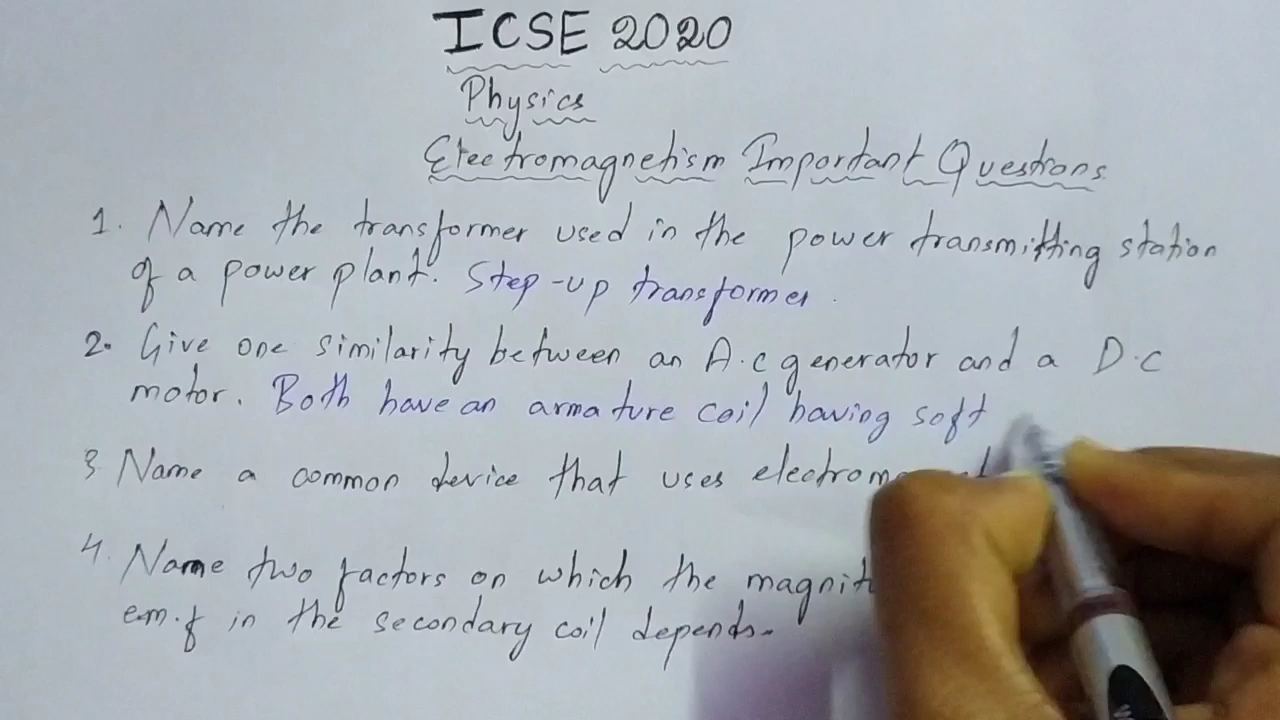 ICSE 2020
Physics
Electromagnetism Important Questions
1. Name the transformer used in the power transmitting station
of a power plant. Step-up transformer.
2. Give one similarity between an A.c generator and a D.c
motor. Both have an armature coil having soft
3 Name a common device that uses
4. Name two factors on which the
e.m.f in the secondary coil depends.